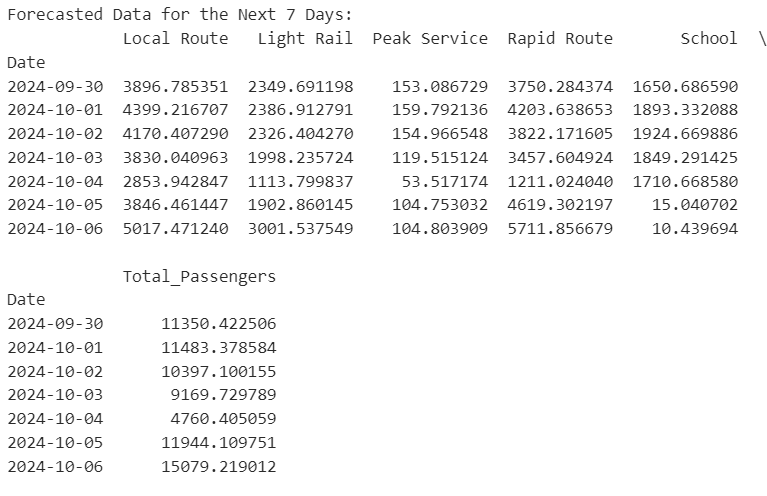 Forecasted Data for the Next 7 Days:
            Local Route   Light Rail  Peak Service  Rapid Route       School  \
Date
2024-09-30  3896.785351  2349.691198    153.086729  3750.284374  1650.686590
2024-10-01  4399.216707  2386.912791    159.792136  4203.638653  1893.332088
2024-10-02  4170.407290  2326.404270    154.966548  3822.171605  1924.669886
2024-10-03  3830.040963  1998.235724    119.515124  3457.604924  1849.291425
2024-10-04  2853.942847  1113.799837     53.517174  1211.024040  1710.668580
2024-10-05  3846.461447  1902.860145    104.753032  4619.302197    15.040702
2024-10-06  5017.471240  3001.537549    104.803909  5711.856679    10.439694
            Total_Passengers
Date
2024-09-30      11350.422506
2024-10-01      11483.378584
2024-10-02      10397.100155
2024-10-03       9169.729789
2024-10-04       4760.405059
2024-10-05      11944.109751
2024-10-06      15079.219012